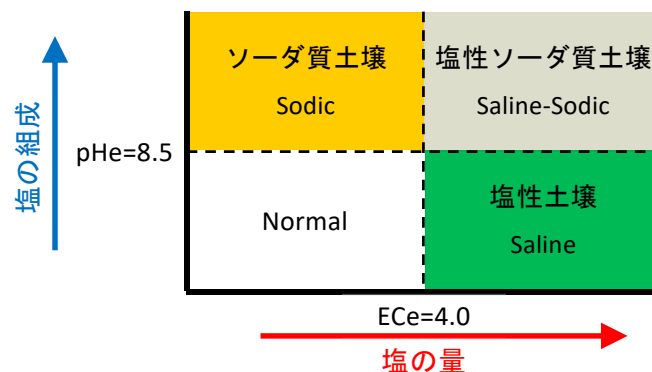 ソーダ質土壌
Sodic
塩性ソーダ質土壌
Saline-Sodic
塩の組成
pHe=8.5
Normal
塩性土壌
Saline
ECe=4.0
塩の量